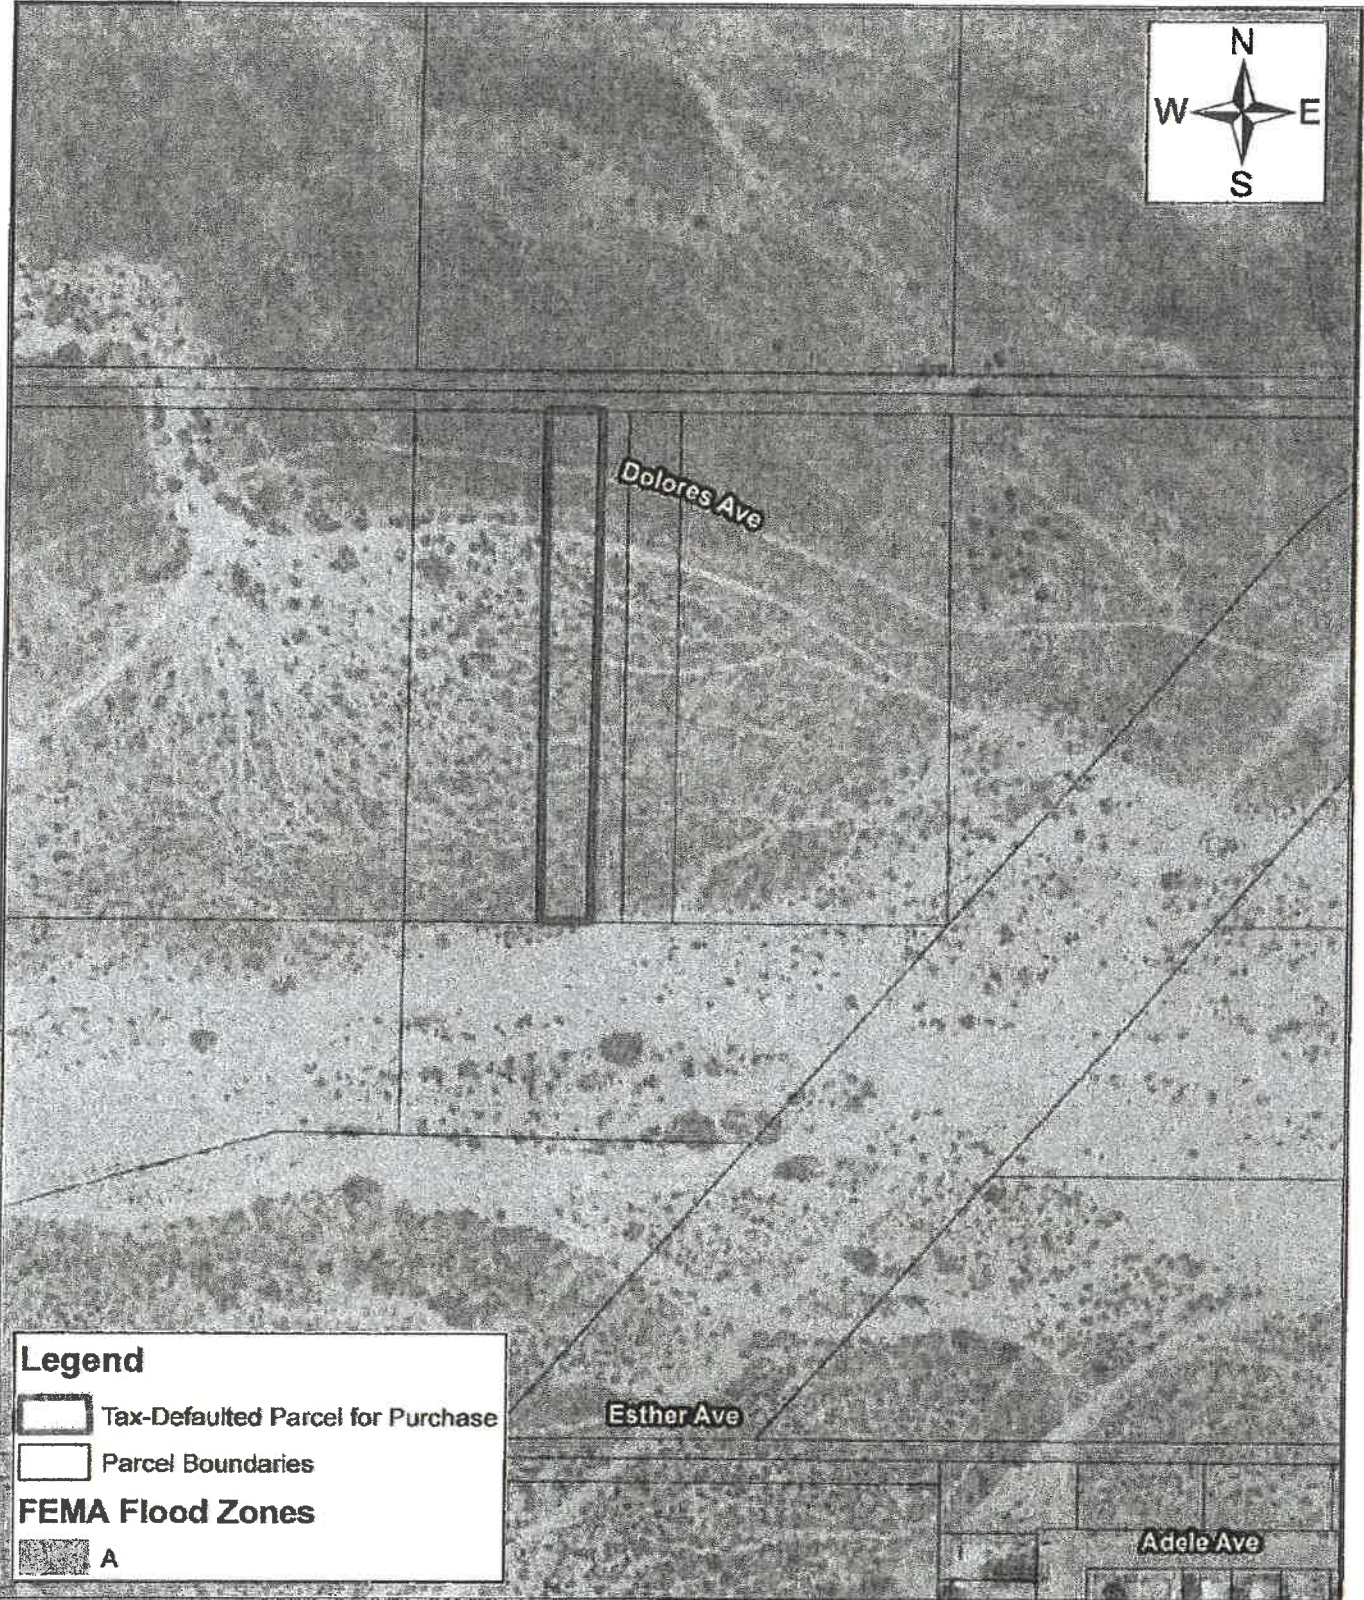 N
W E
S
Dolores Ave
Legend
Tax-Defaulted Parcel for Purchase
Parcel Boundaries
FEMA Flood Zones
A
Esther Ave
Adele Ave